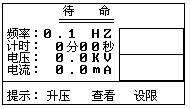 待 命
频率：0.1 HZ
计时：0分00秒
电压：0.0KV
电流：0.0mA
提示：升压 查看 设限